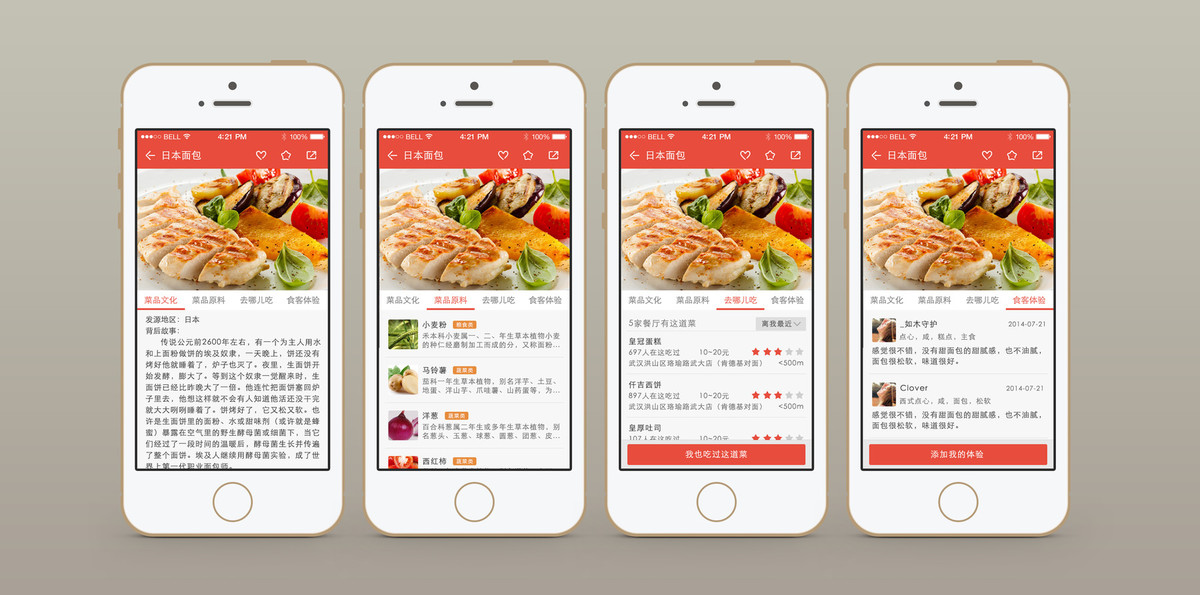 BELL 4:21 PM 100%
日本面包
菜品文化 菜品原料 去哪儿吃 食客体验
发源地区：日本
背后故事：
传说公元前2600年左右，有一个为主人用水
和上面粉做饼的埃及奴隶，一天晚上，饼还没有
烤好他就睡着了，炉子也灭了。夜里，生面饼开
始发酵，膨大了。等到这个奴隶一觉醒来时，生
面饼已经比昨晚大了一倍。他连忙把面饼塞回炉
子里去，他想这样就不会有人知道他活还没干完
就大大咧咧睡着了。饼烤好了，它又松又软。也
许是生面饼里的面粉、水或甜味剂（或许就是蜂
蜜）暴露在空气里的野生酵母菌或细菌下，当它
们经过了一段时间的温暖后，酵母菌生长并传遍
了整个面饼。埃及人继续用酵母菌实验，成了世
界上第一代职业面包师。
BELL 4:21 PM 100%
日本面包
菜品文化 菜品原料 去哪儿吃 食客体验
小麦粉 粮食类
禾本科小麦属一、二、年生草本植物小麦
的种仁经磨制加工而成的分，又称面粉...
马铃薯 蔬菜类
茄科一年生草本植物，别名洋芋、土豆、
地蛋、洋山芋、爪哇薯、山药蛋等，为...
洋葱 蔬菜类
百合科葱属二年生或多年生草本植物，别
名葱头、玉葱、球葱、圆葱、团葱、皮...
西红柿 蔬菜类
BELL 4:21 PM 100%
日本面包
菜品文化 菜品原料 去哪儿吃 食客体验
5家餐厅有这道菜 离我最近
皇冠蛋糕
697人在这吃过 10~20元
武汉洪山区珞瑜路武大店（肯德基对面） <500m
仟吉西饼
897人在这吃过 10~20元
武汉洪山区珞瑜路武大店（肯德基对面） <500m
皇厚吐司
107人在这吃过 10~20元
我也吃过这道菜
BELL 4:21 PM 100%
日本面包
菜品文化 菜品原料 去哪儿吃 食客体验
_如木守护 2014-07-21
点心，咸，糕点，主食
感觉很不错，没有甜面包的甜腻感，也不油腻，
面包很松软，味道很好。
Clover 2014-07-21
西式点心，咸，面包，松软
感觉很不错，没有甜面包的甜腻感，也不油腻，
面包很松软，味道很好。
添加我的体验